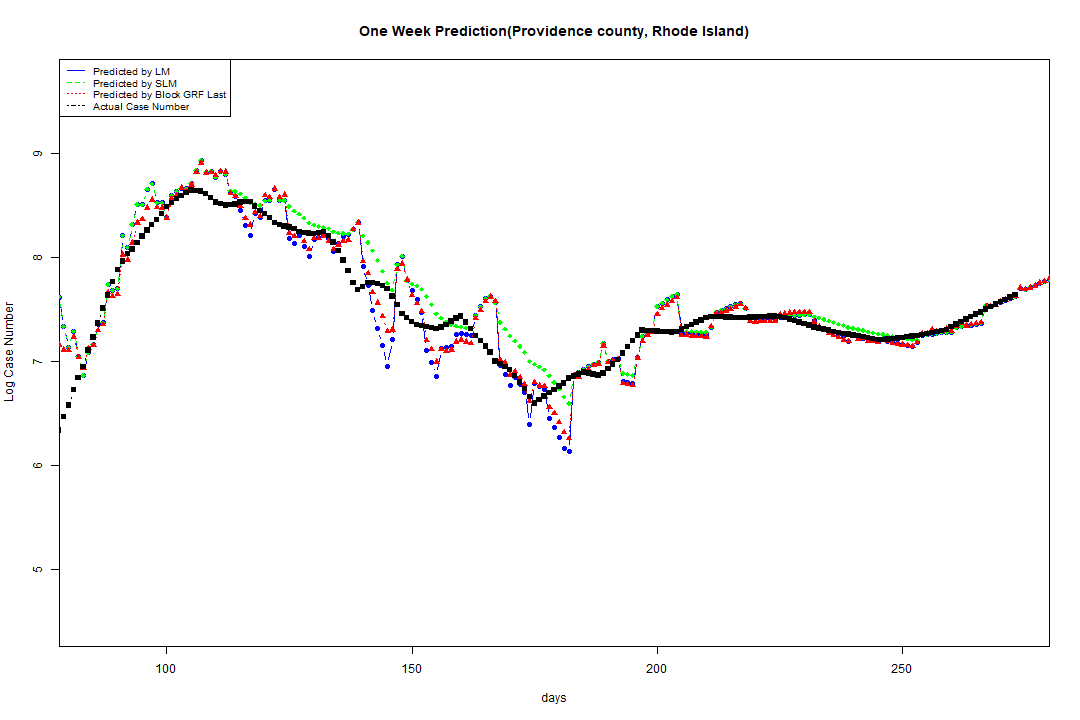 One Week Prediction(Providence county, Rhode Island)
Predicted by LM
Predicted by SLM
Predicted by Block GRF Last
Actual Case Number
9
8
7
6
5
Log Case Number
100 150 200 250
days